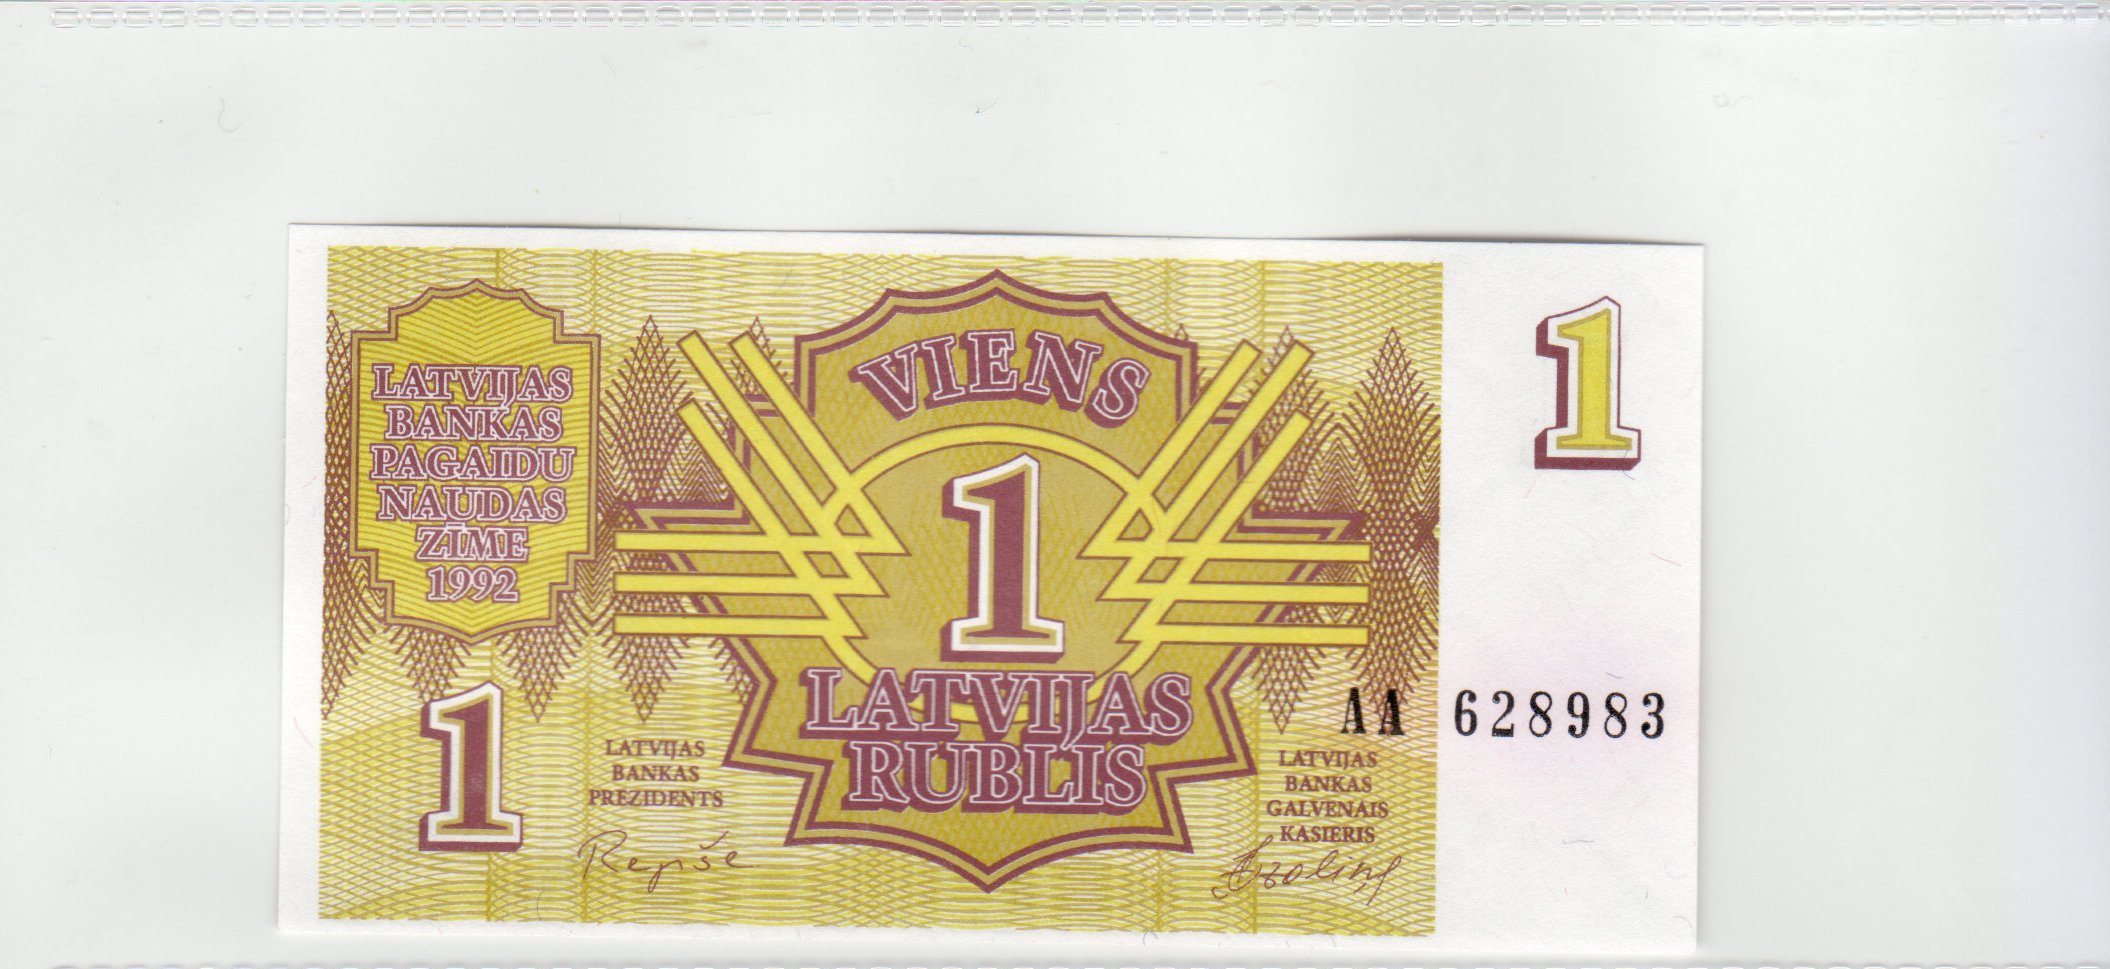 LATVIJAS
BANKAS
PAGAIDU
NAUDAS
ZĪME
1992
1
VIENS
1
LATVIJAS
RUBLIS
1
AA 628983
LATVIJAS
BANKAS
PREZIDENTS
Repše
LATVIJAS
BANKAS
GALVENAIS
KASIERIS